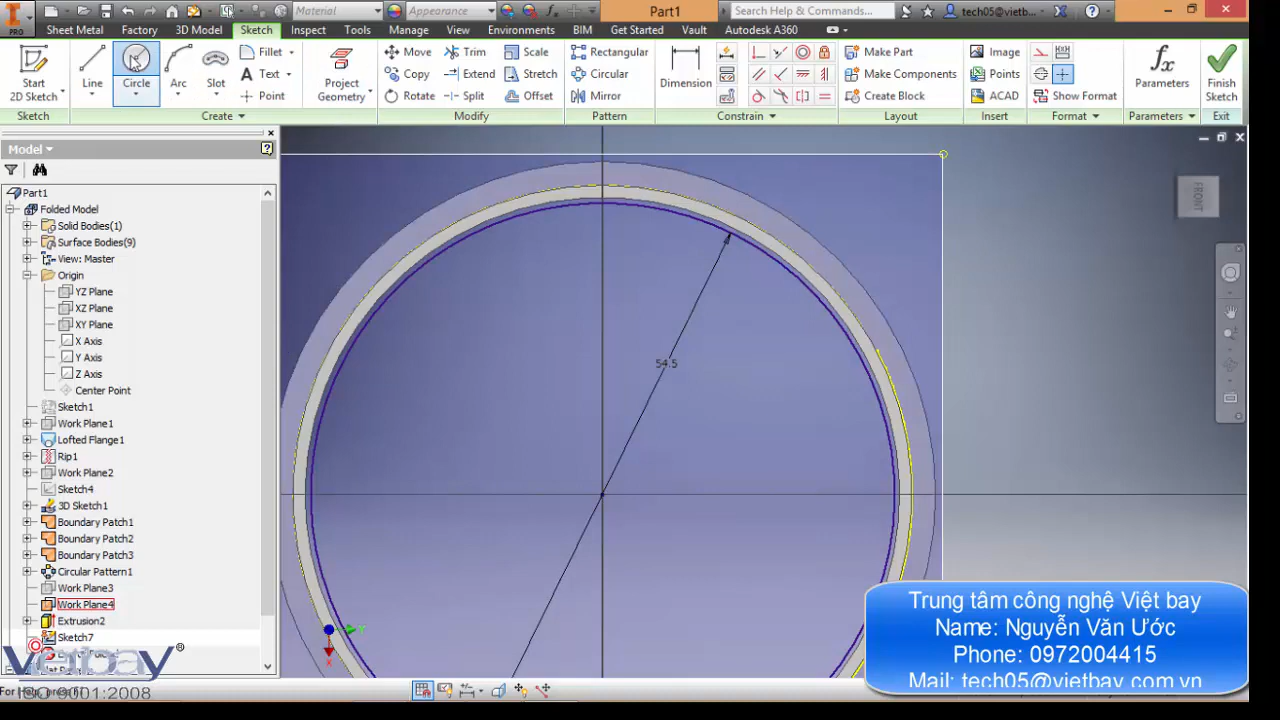 PRO
Material
Appearance
Part1
Search Help & Commands...
tech05@vietb...
Sheet Metal
Factory
3D Model
Sketch
Inspect
Tools
Manage
View
Environments
BIM
Get Started
Vault
Autodesk A360
Start
2D Sketch
Line
Circle
Arc
Slot
Fillet
Text
Point
Project
Geometry
Move
Copy
Rotate
Trim
Extend
Split
Scale
Stretch
Offset
Rectangular
Circular
Mirror
Dimension
Make Part
Make Components
Create Block
Image
Points
ACAD
Show Format
Parameters
Finish
Sketch
Sketch
Create
Modify
Pattern
Constrain
Layout
Insert
Format
Parameters
Exit
Model
Part1
Folded Model
Solid Bodies(1)
Surface Bodies(9)
View: Master
Origin
YZ Plane
XZ Plane
XY Plane
X Axis
Y Axis
Z Axis
Center Point
Sketch1
Work Plane1
Lofted Flange1
Rip1
Work Plane2
Sketch4
3D Sketch1
Boundary Patch1
Boundary Patch2
Boundary Patch3
Circular Pattern1
Work Plane3
Work Plane4
Extrusion2
Sketch7
FRONT
54.5
Y
X
vietbay
ISO 9001:2008
Trung tâm công nghệ Việt bay
Name: Nguyễn Văn Ước
Phone: 0972004415
Mail: tech05@vietbay.com.vn